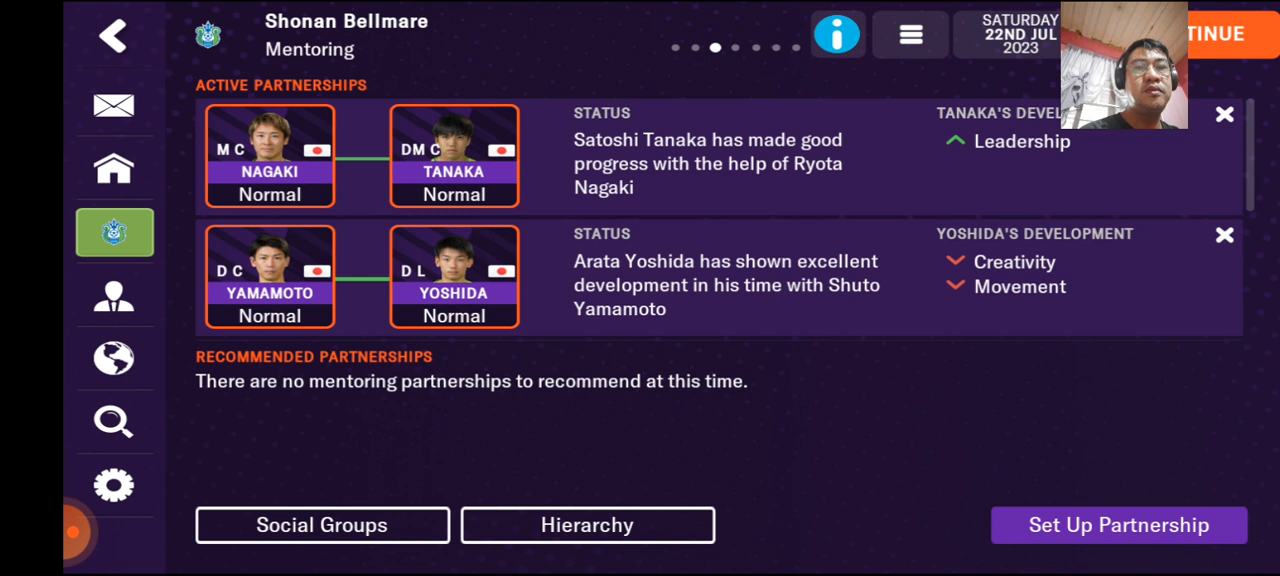 Shonan Bellmare
Mentoring
SATURDAY
22ND JUL
2023
TINUE
ACTIVE PARTNERSHIPS
M C
NAGAKI
Normal
DM C
TANAKA
Normal
STATUS
Satoshi Tanaka has made good
progress with the help of Ryota
Nagaki
TANAKA'S DEVEL
Leadership
D C
YAMAMOTO
Normal
D L
YOSHIDA
Normal
STATUS
Arata Yoshida has shown excellent
development in his time with Shuto
Yamamoto
YOSHIDA'S DEVELOPMENT
Creativity
Movement
RECOMMENDED PARTNERSHIPS
There are no mentoring partnerships to recommend at this time.
Social Groups
Hierarchy
Set Up Partnership